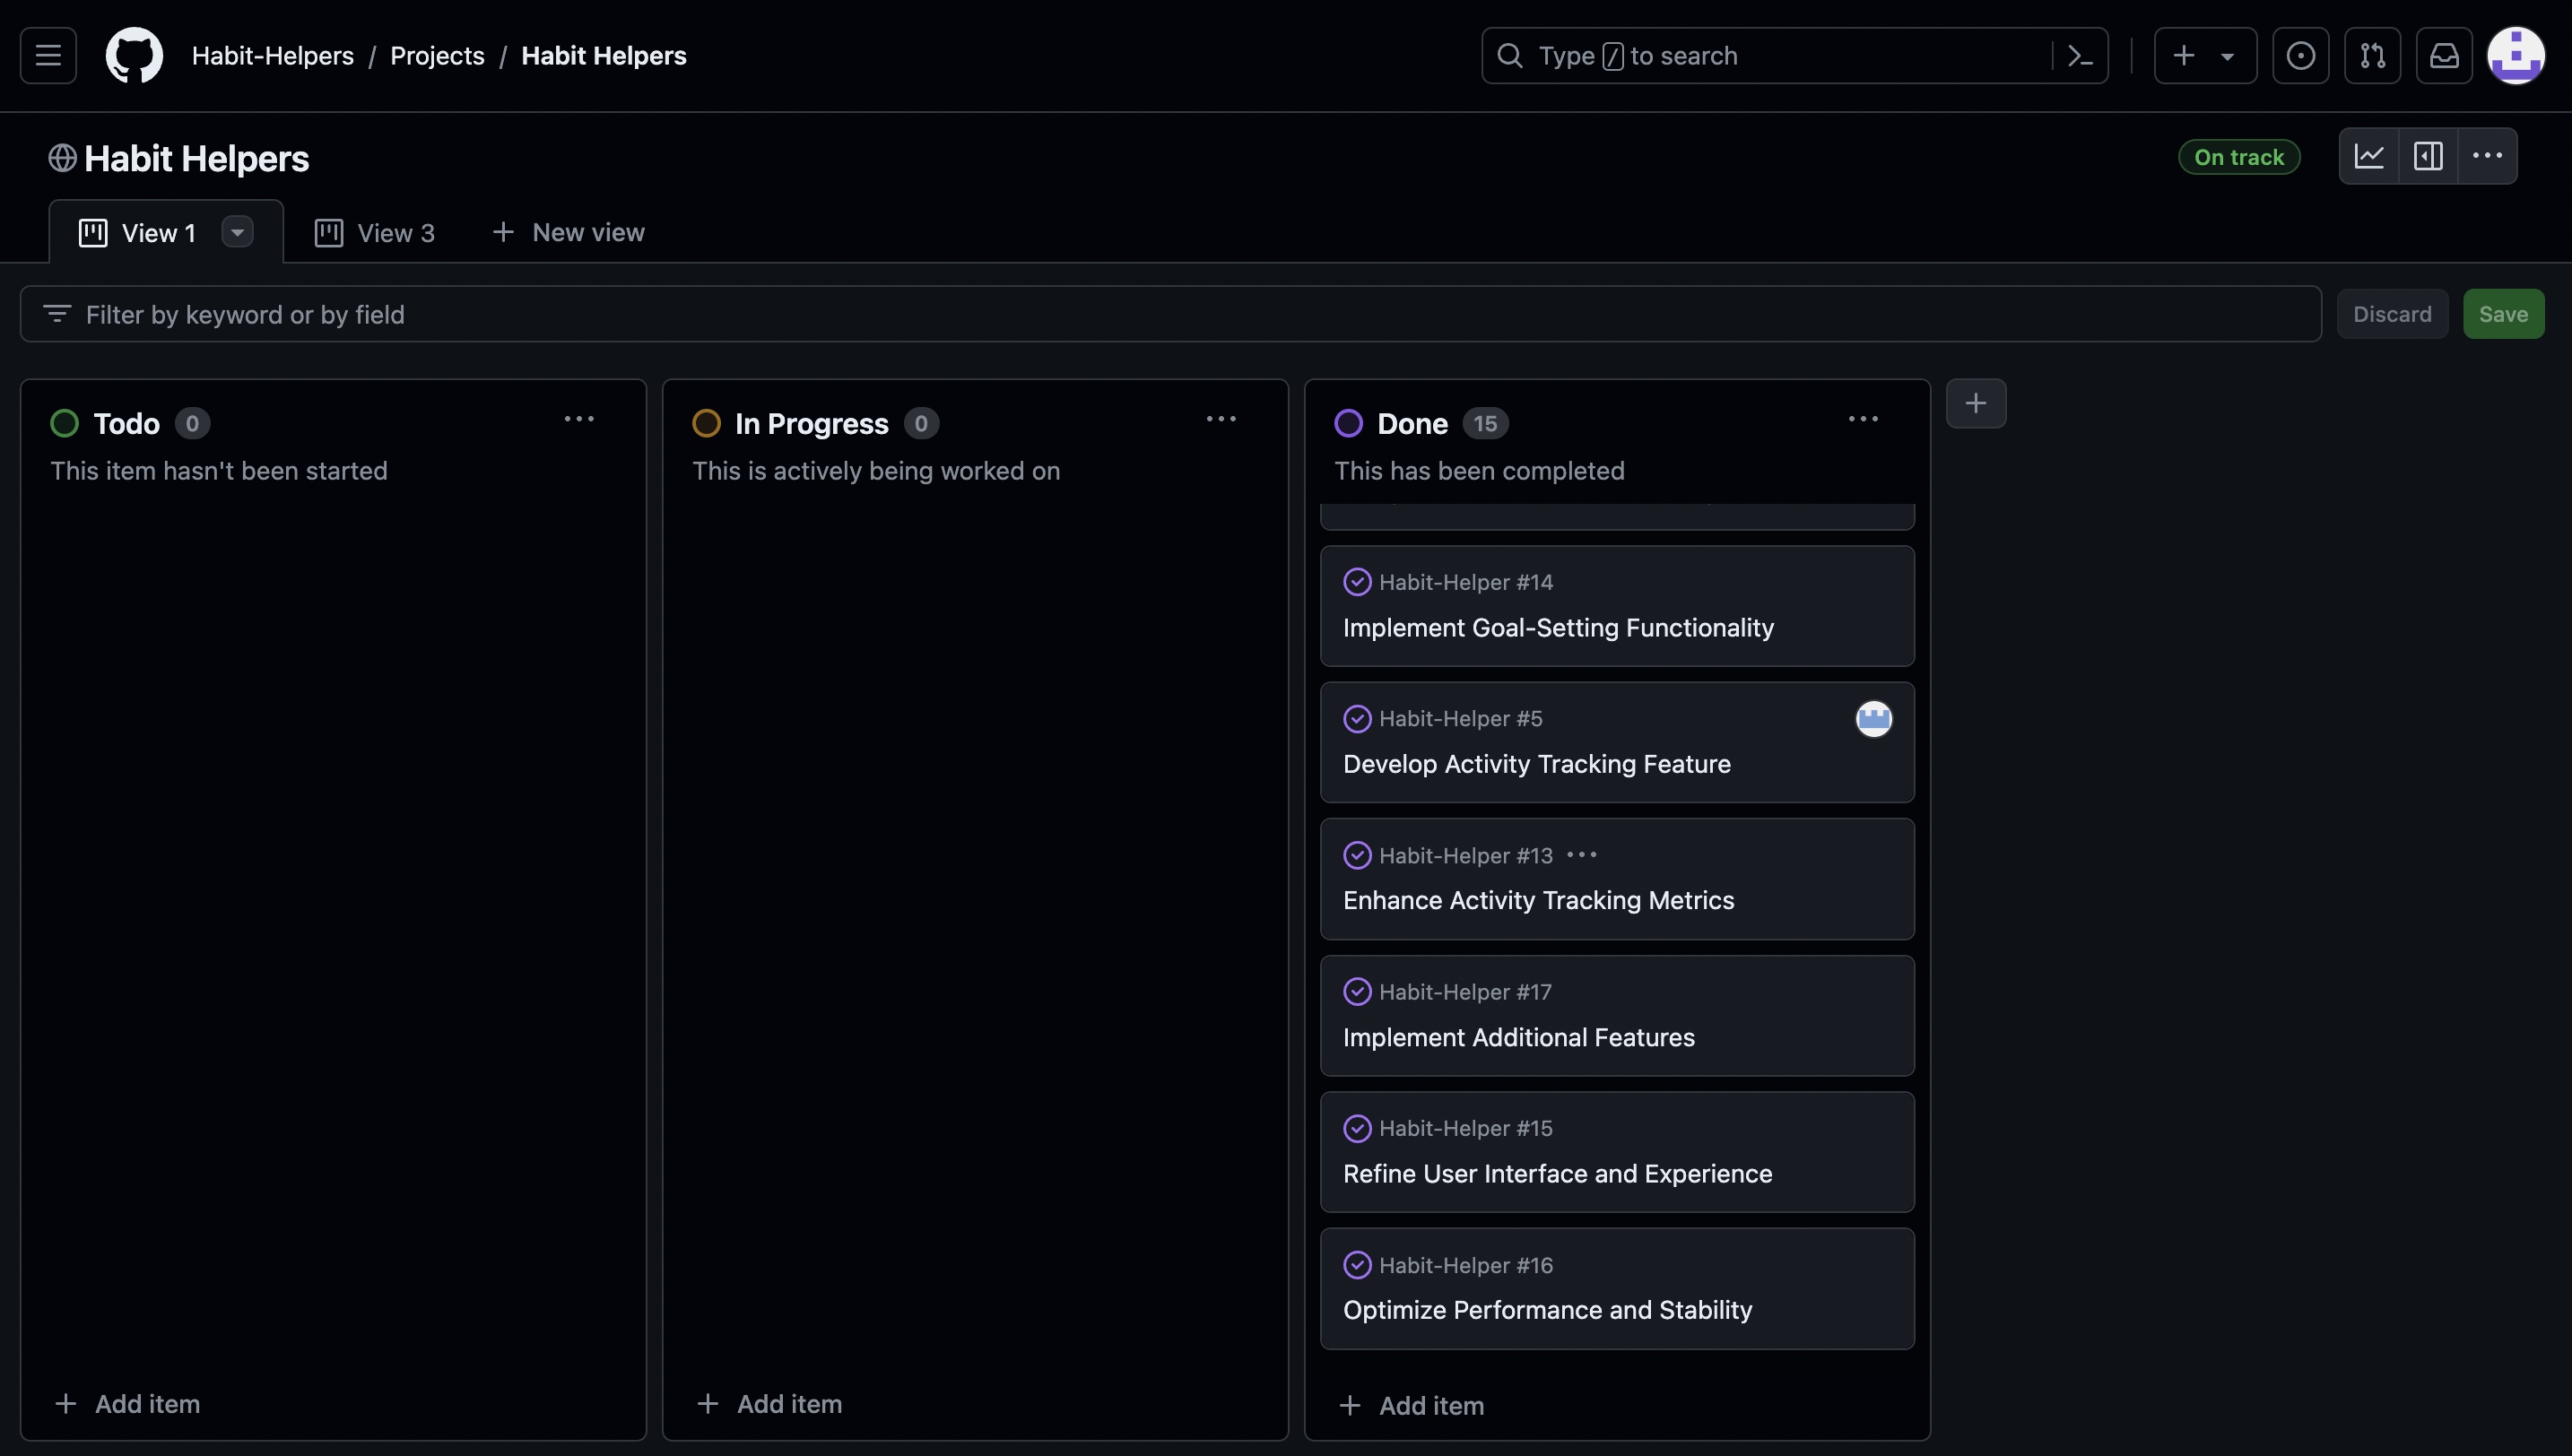 Habit-Helpers / Projects / Habit Helpers
Type / to search
Habit Helpers
On track
View 1
View 3
New view
Filter by keyword or by field
Discard
Save
Todo 0
This item hasn't been started
Add item
In Progress 0
This is actively being worked on
Add item
Done 15
This has been completed
Habit-Helper #14
Implement Goal-Setting Functionality
Habit-Helper #5
Develop Activity Tracking Feature
Habit-Helper #13
Enhance Activity Tracking Metrics
Habit-Helper #17
Implement Additional Features
Habit-Helper #15
Refine User Interface and Experience
Habit-Helper #16
Optimize Performance and Stability
Add item